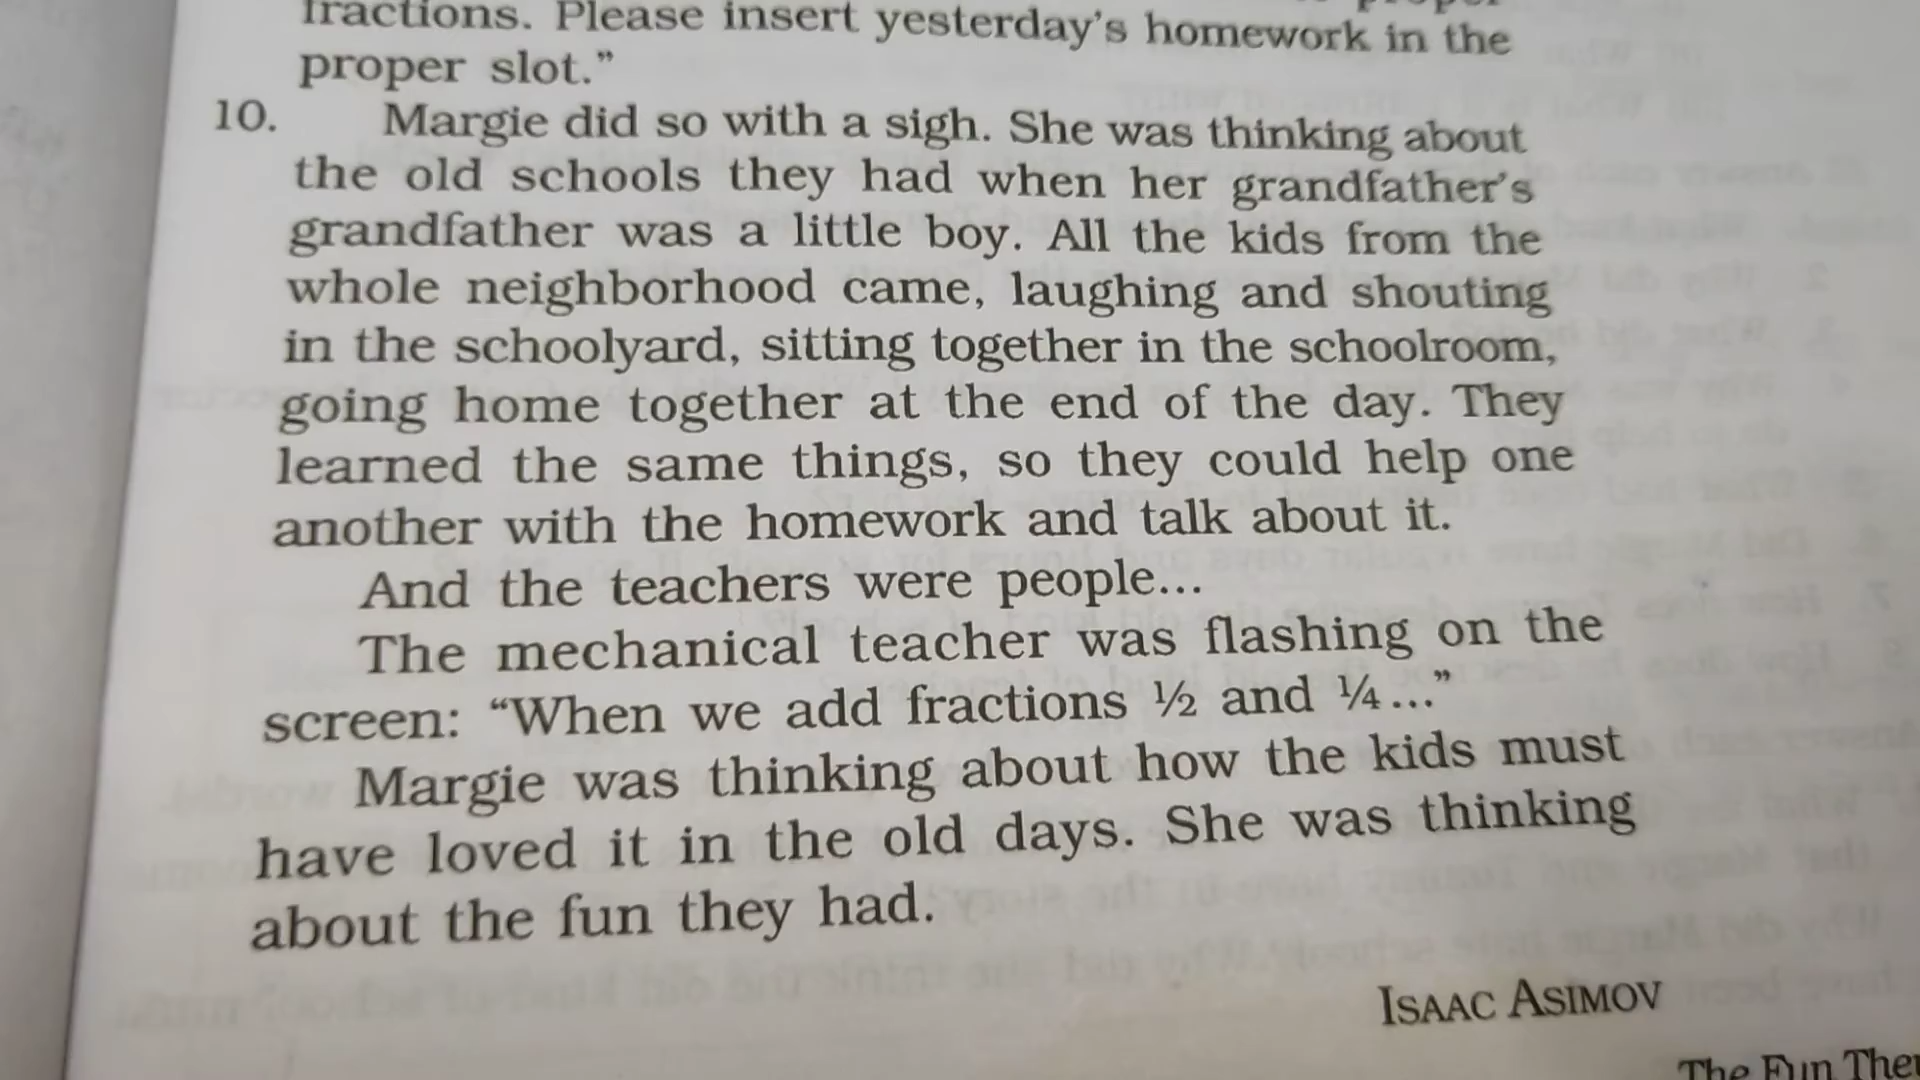 fractions. Please insert yesterday's homework in the
proper slot.”
10. Margie did so with a sigh. She was thinking about
the old schools they had when her grandfather's
grandfather was a little boy. All the kids from the
whole neighborhood came, laughing and shouting
in the schoolyard, sitting together in the schoolroom,
going home together at the end of the day. They
learned the same things, so they could help one
another with the homework and talk about it.
And the teachers were people...
The mechanical teacher was flashing on the
screen: “When we add fractions ½ and ¼...”
Margie was thinking about how the kids must
have loved it in the old days. She was thinking
about the fun they had.
ISAAC ASIMOV
The Fun